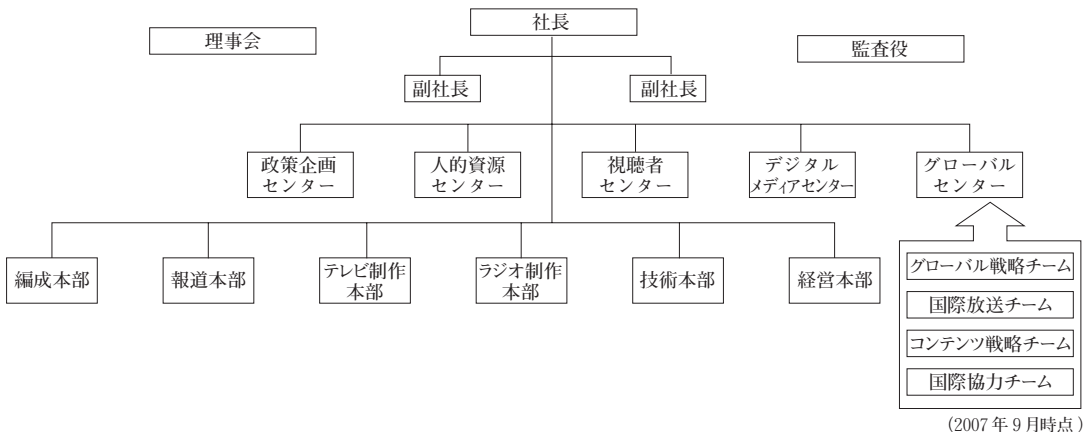 社長
理事会
監査役
副社長
副社長
政策企画
センター
人的資源
センター
視聴者
センター
デジタル
メディアセンター
グローバル
センター
編成本部
報道本部
テレビ制作
本部
ラジオ制作
本部
技術本部
経営本部
グローバル戦略チーム
国際放送チーム
コンテンツ戦略チーム
国際協力チーム
(2007年9月時点)